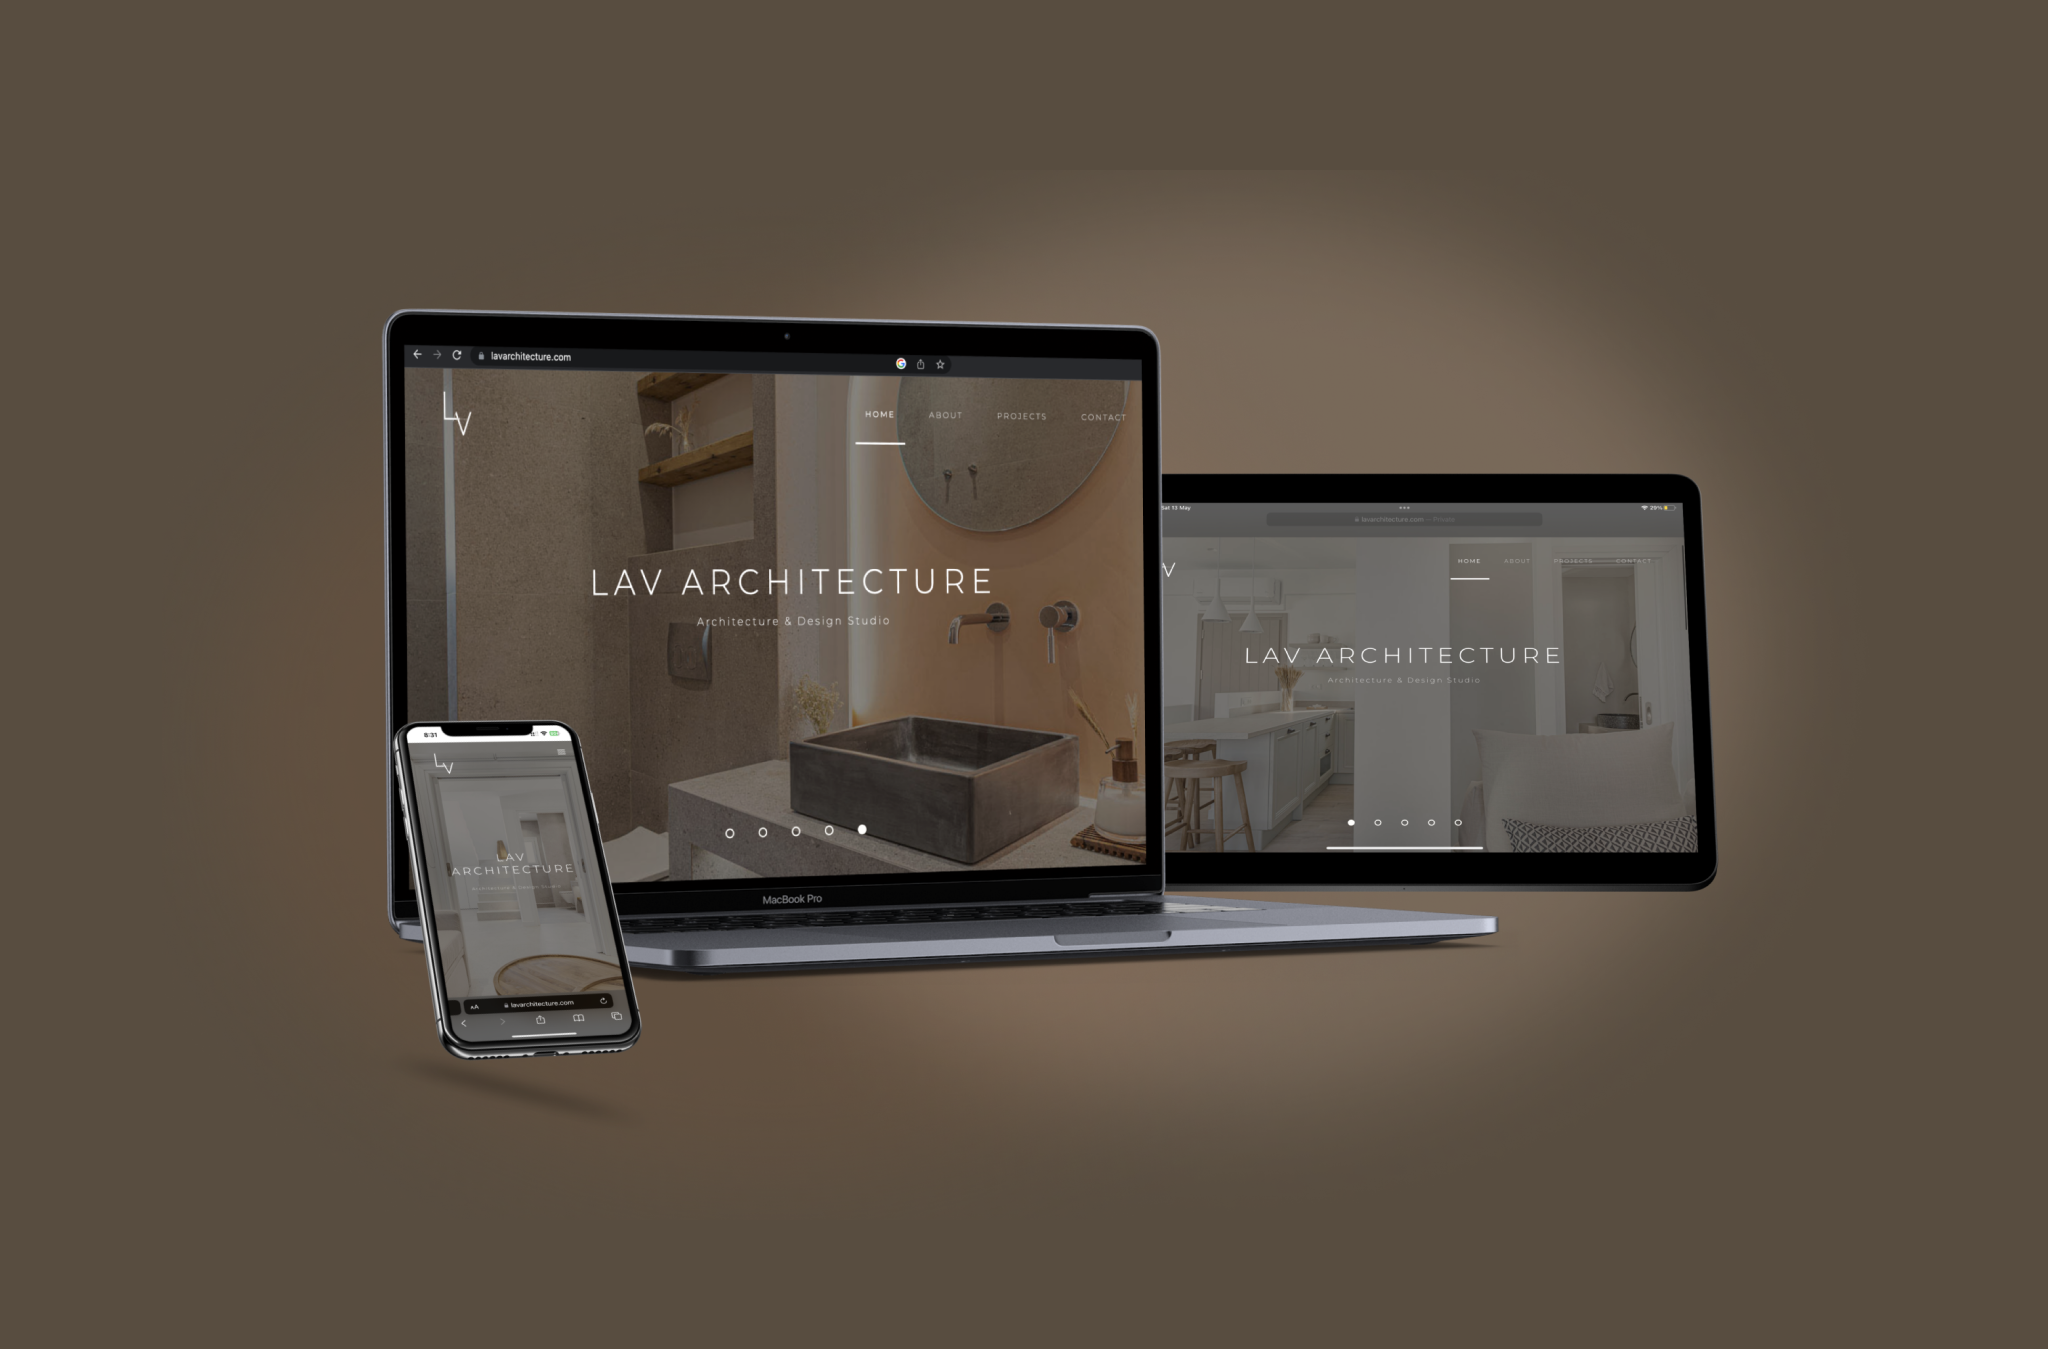 lavarchitecture.com
LV
HOME ABOUT PROJECTS CONTACT
LAV ARCHITECTURE
Architecture & Design Studio
MacBook Pro
Sat 13 May
29%
lavarchitecture.com — Private
V
HOME ABOUT PROJECTS CONTACT
LAV ARCHITECTURE
Architecture & Design Studio
8:31
LV
LAV
ARCHITECTURE
Architecture & Design Studio
AA lavarchitecture.com